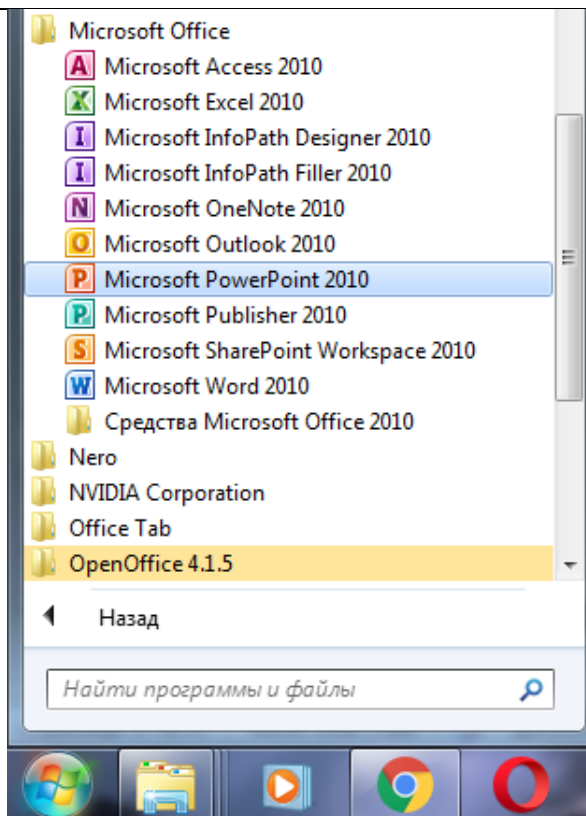 Microsoft Office
Microsoft Access 2010
Microsoft Excel 2010
Microsoft InfoPath Designer 2010
Microsoft InfoPath Filler 2010
Microsoft OneNote 2010
Microsoft Outlook 2010
Microsoft PowerPoint 2010
Microsoft Publisher 2010
Microsoft SharePoint Workspace 2010
Microsoft Word 2010
Средства Microsoft Office 2010
Nero
NVIDIA Corporation
Office Tab
OpenOffice 4.1.5
Назад
Найти программы и файлы